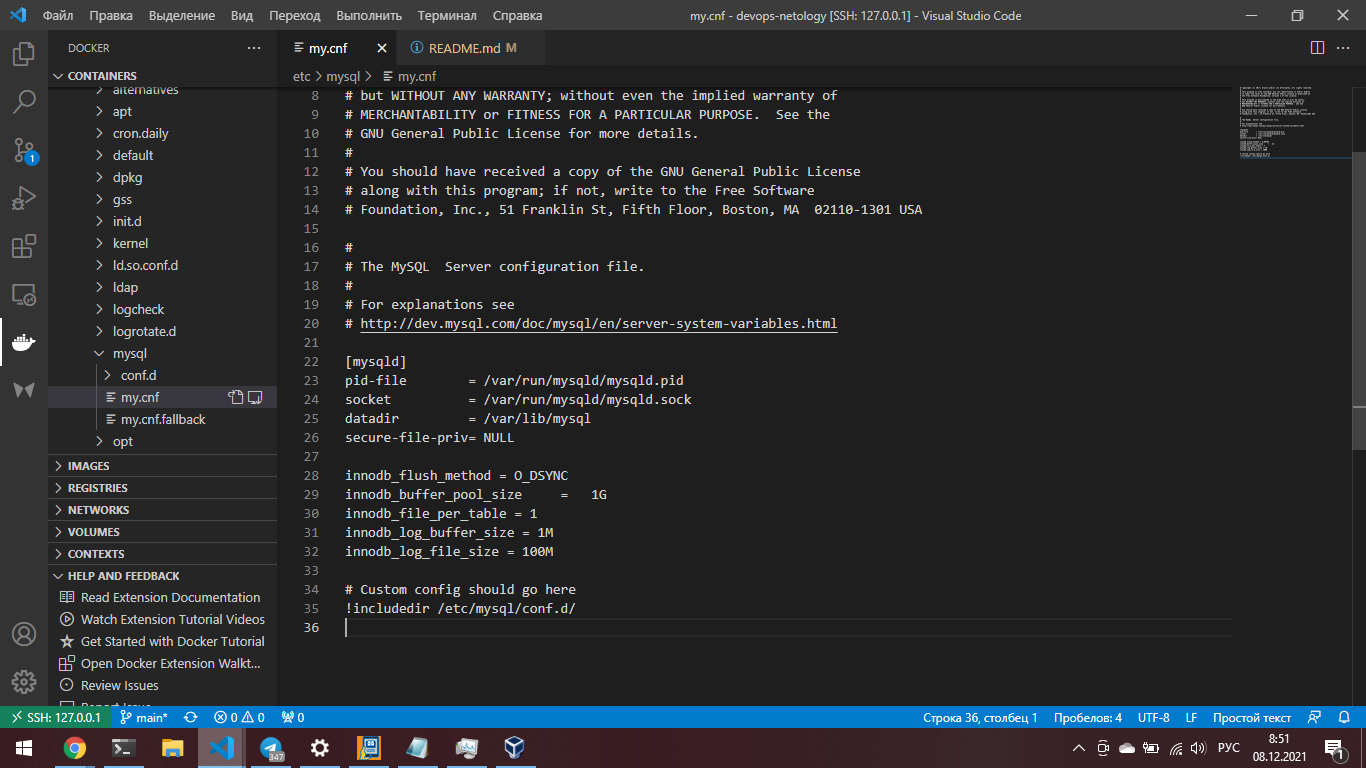 Файл Правка Выделение Вид Переход Выполнить Терминал Справка my.cnf - devops-netology [SSH: 127.0.0.1] - Visual Studio Code
DOCKER
CONTAINERS
alternatives
apt
cron.daily
default
dpkg
gss
init.d
kernel
ld.so.conf.d
ldap
logcheck
logrotate.d
mysql
conf.d
my.cnf
my.cnf.fallback
opt
IMAGES
REGISTRIES
NETWORKS
VOLUMES
CONTEXTS
HELP AND FEEDBACK
Read Extension Documentation
Watch Extension Tutorial Videos
Get Started with Docker Tutorial
Open Docker Extension Walkt...
Review Issues
Report Issue
1
my.cnf README.md M
etc > mysql > my.cnf
8 # but WITHOUT ANY WARRANTY; without even the implied warranty of
9 # MERCHANTABILITY or FITNESS FOR A PARTICULAR PURPOSE.  See the
10 # GNU General Public License for more details.
11 #
12 # You should have received a copy of the GNU General Public License
13 # along with this program; if not, write to the Free Software
14 # Foundation, Inc., 51 Franklin St, Fifth Floor, Boston, MA  02110-1301 USA
15
16 #
17 # The MySQL  Server configuration file.
18 #
19 # For explanations see
20 # http://dev.mysql.com/doc/mysql/en/server-system-variables.html
21
22 [mysqld]
23 pid-file        = /var/run/mysqld/mysqld.pid
24 socket          = /var/run/mysqld/mysqld.sock
25 datadir         = /var/lib/mysql
26 secure-file-priv= NULL
27
28 innodb_flush_method = O_DSYNC
29 innodb_buffer_pool_size     =   1G
30 innodb_file_per_table = 1
31 innodb_log_buffer_size = 1M
32 innodb_log_file_size = 100M
33
34 # Custom config should go here
35 !includedir /etc/mysql/conf.d/
36
SSH: 127.0.0.1 main* 0 0 0 Строка 36, столбец 1 Пробелов: 4 UTF-8 LF Простой текст
347 РУС 8:51
08.12.2021 1